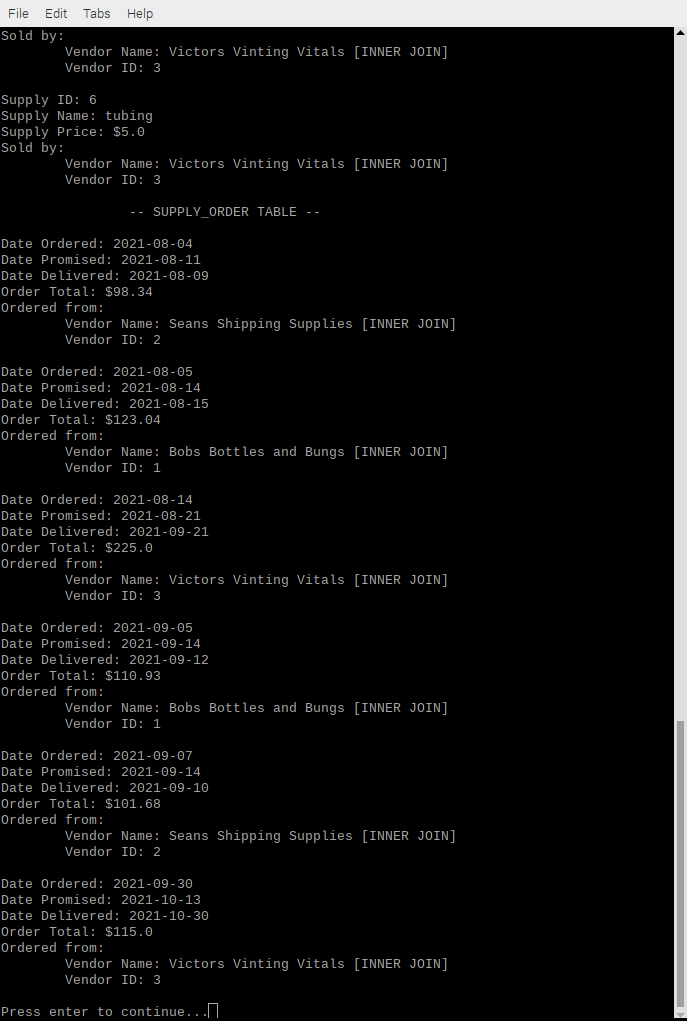 File Edit Tabs Help
Sold by:
Vendor Name: Victors Vinting Vitals [INNER JOIN]
Vendor ID: 3
Supply ID: 6
Supply Name: tubing
Supply Price: $5.0
Sold by:
Vendor Name: Victors Vinting Vitals [INNER JOIN]
Vendor ID: 3
-- SUPPLY_ORDER TABLE --
Date Ordered: 2021-08-04
Date Promised: 2021-08-11
Date Delivered: 2021-08-09
Order Total: $98.34
Ordered from:
Vendor Name: Seans Shipping Supplies [INNER JOIN]
Vendor ID: 2
Date Ordered: 2021-08-05
Date Promised: 2021-08-14
Date Delivered: 2021-08-15
Order Total: $123.04
Ordered from:
Vendor Name: Bobs Bottles and Bungs [INNER JOIN]
Vendor ID: 1
Date Ordered: 2021-08-14
Date Promised: 2021-08-21
Date Delivered: 2021-09-21
Order Total: $225.0
Ordered from:
Vendor Name: Victors Vinting Vitals [INNER JOIN]
Vendor ID: 3
Date Ordered: 2021-09-05
Date Promised: 2021-09-14
Date Delivered: 2021-09-12
Order Total: $110.93
Ordered from:
Vendor Name: Bobs Bottles and Bungs [INNER JOIN]
Vendor ID: 1
Date Ordered: 2021-09-07
Date Promised: 2021-09-14
Date Delivered: 2021-09-10
Order Total: $101.68
Ordered from:
Vendor Name: Seans Shipping Supplies [INNER JOIN]
Vendor ID: 2
Date Ordered: 2021-09-30
Date Promised: 2021-10-13
Date Delivered: 2021-10-30
Order Total: $115.0
Ordered from:
Vendor Name: Victors Vinting Vitals [INNER JOIN]
Vendor ID: 3
Press enter to continue...